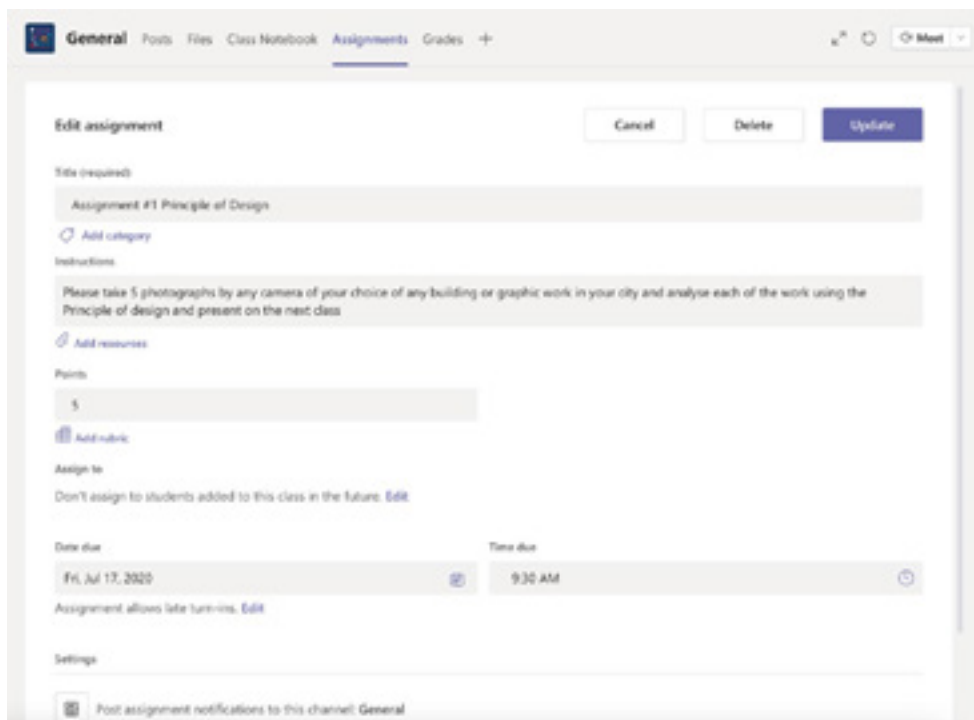 General Posts Files Class Notebook Assignments Grades + Meet
Edit assignment Cancel Delete Update
Title (required)
Assignment #1 Principle of Design
Add category
Instructions
Please take 5 photographs by any camera of your choice of any building or graphic work in your city and analyse each of the work using the
Principle of design and present on the next class
Add resources
Points
5
Add rubric
Assign to
Don't assign to students added to this class in the future. Edit
Date due Time due
Fri, Jul 17, 2020 9:30 AM
Assignment allows late turn-ins. Edit
Settings
Post assignment notifications to this channel: General